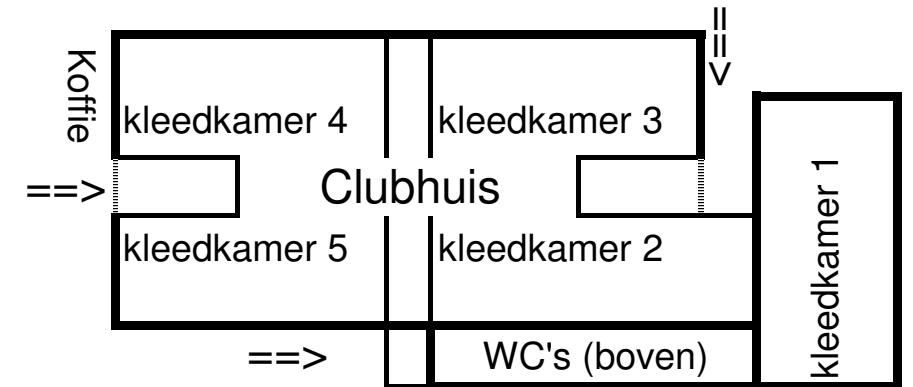 ==>
Koffie
kleedkamer 4
kleedkamer 3
==>
Clubhuis
kleedkamer 5
kleedkamer 2
kleedkamer 1
==>
WC's (boven)